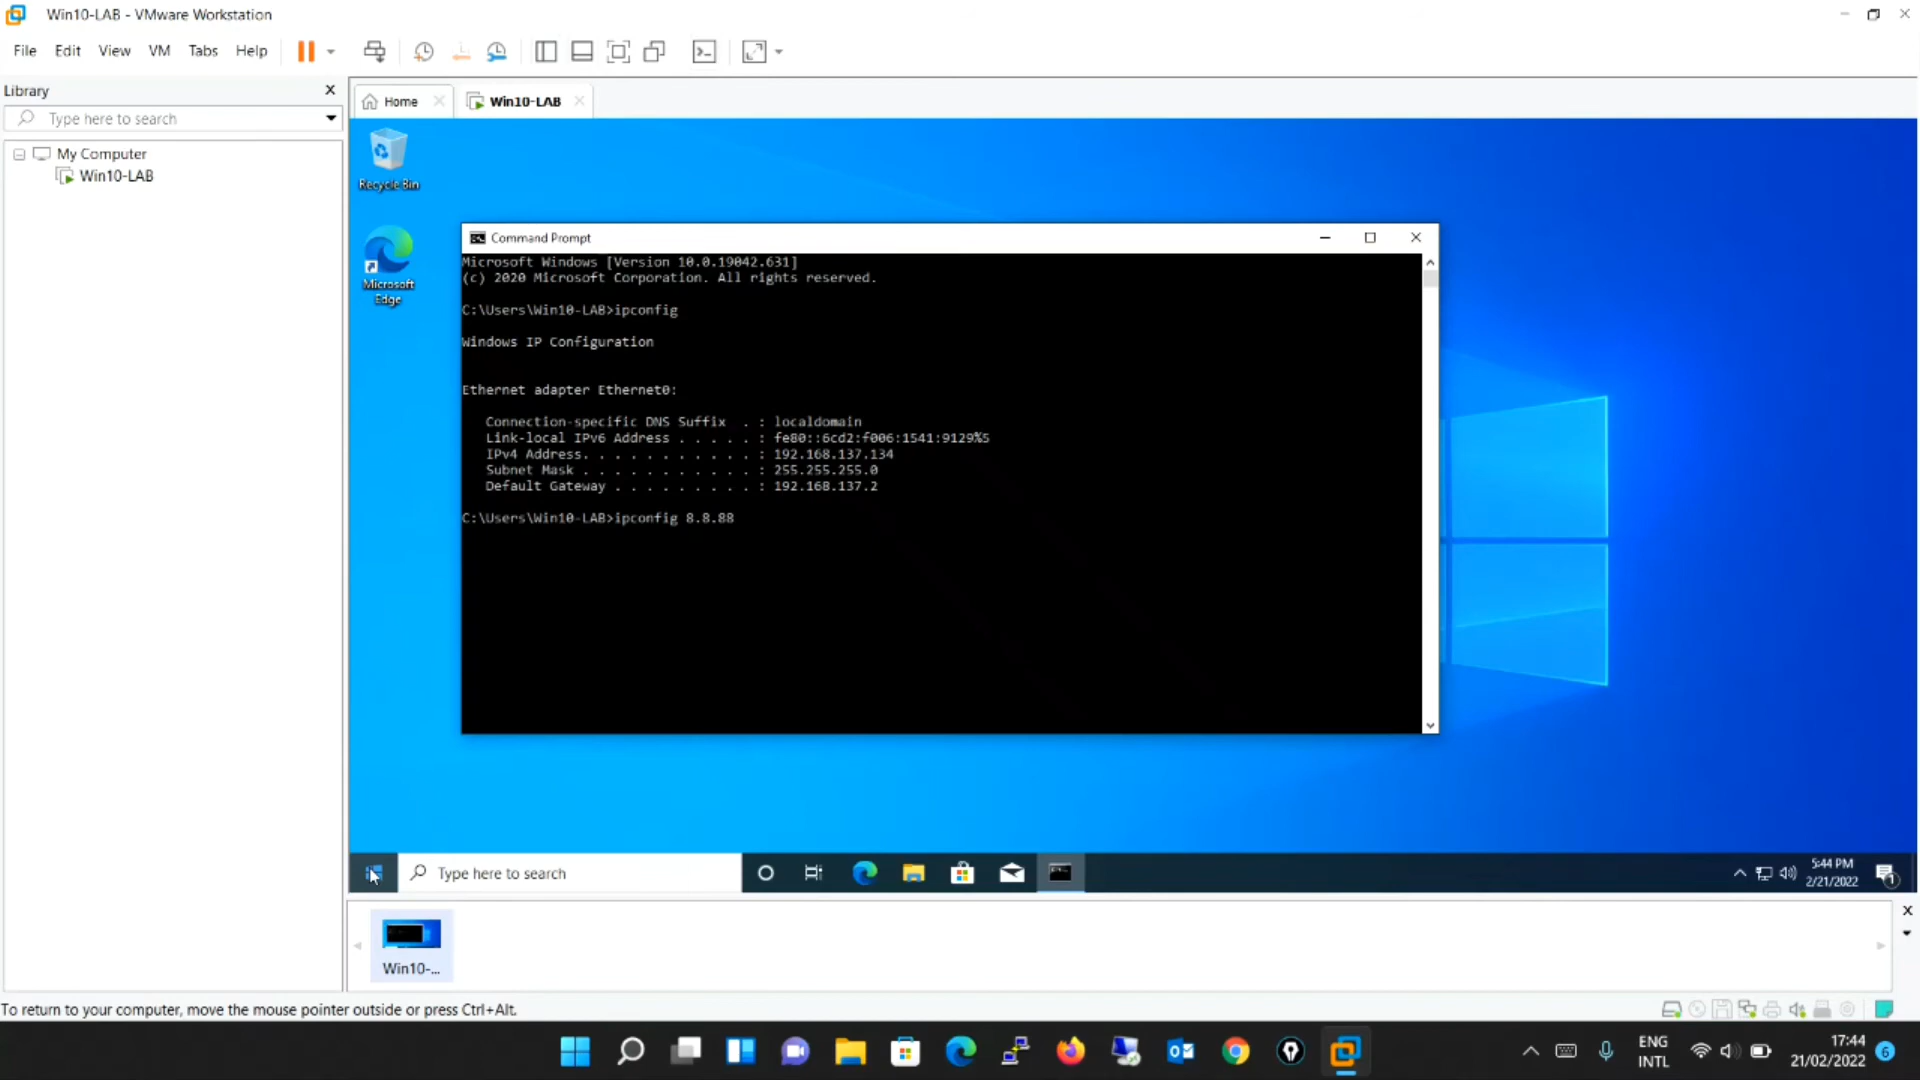 Win10-LAB - VMware Workstation
File Edit View VM Tabs Help
Library
Type here to search
My Computer
Win10-LAB
Home
Win10-LAB
Recycle Bin
Microsoft
Edge
Command Prompt
Microsoft Windows [Version 10.0.19042.631]
(c) 2020 Microsoft Corporation. All rights reserved.
C:\Users\Win10-LAB>ipconfig
Windows IP Configuration
Ethernet adapter Ethernet0:
Connection-specific DNS Suffix . : localdomain
Link-local IPv6 Address . . . . . : fe80::6cd2:f006:1541:9129%5
IPv4 Address. . . . . . . . . . . : 192.168.137.134
Subnet Mask . . . . . . . . . . . : 255.255.255.0
Default Gateway . . . . . . . . . : 192.168.137.2
C:\Users\Win10-LAB>ipconfig 8.8.88
Type here to search
5:44 PM
2/21/2022
1
Win10-...
To return to your computer, move the mouse pointer outside or press Ctrl+Alt.
ENG
INTL
17:44
21/02/2022
6